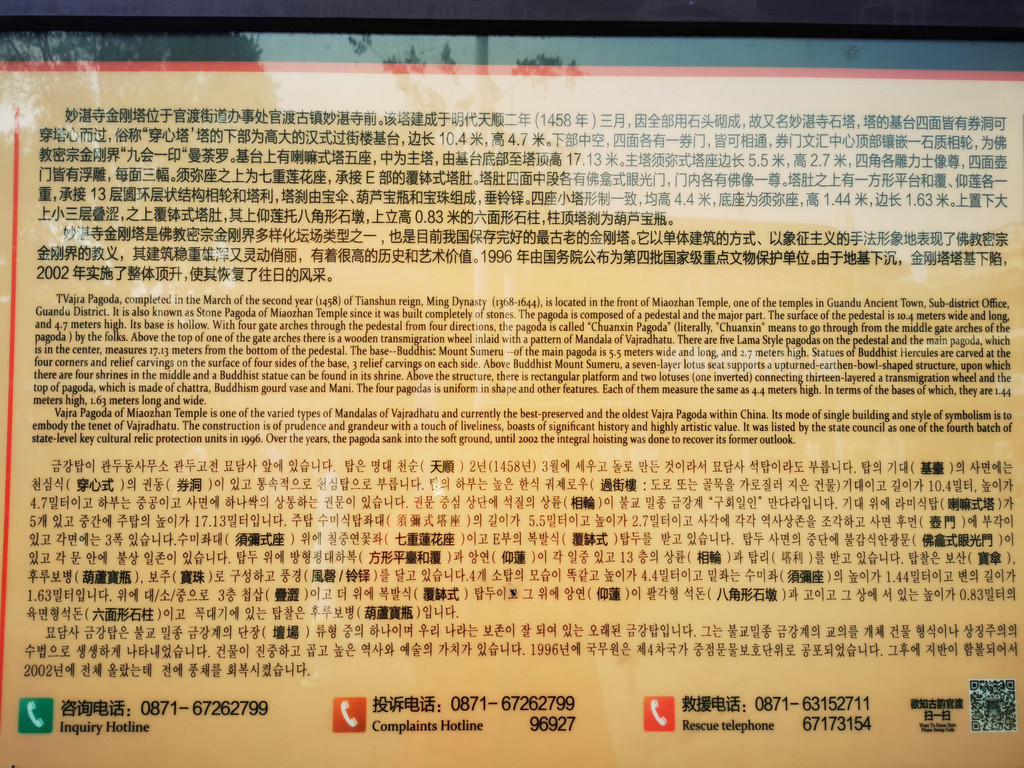 妙湛寺金刚塔位于官渡街道办事处官渡古镇妙湛寺前。该塔建成于明代天顺二年(1458年)三月,因全部用石头砌成,故又名妙湛寺石塔,塔的基台四面皆有券洞可
穿塔心而过,俗称“穿心塔’塔的下部为高大的汉式过街楼基台,边长10.4米,高4.7米。下部中空,四面各有一券门,皆可相通,券门交汇中心顶部镶嵌一石质相轮,为佛
教密宗金刚界“九会一印”曼荼罗。基台上有喇嘛式塔五座,中为主塔,由基台底部至塔顶高17.13米。主塔须弥式塔座边长5.5米,高2.7米,四角各雕力士像尊,四面壶
门皆有浮雕,每面三幅。须弥座之上为七重莲花座,承接E部的覆钵式塔肚。塔肚四面中段各有佛龛式眼光门,门内各有佛像一尊。塔肚之上有一方形平台和覆、仰莲各一
重,承接13层圆环层状结构相轮和塔利,塔刹由宝伞、葫芦宝瓶和宝珠组成,垂铃铎。四座小塔形制一致,均高4.4米,底座为须弥座,高1.44米,边长1.63米。上置下大
上小三层叠涩,之上覆钵式塔肚,其上仰莲托八角形石墩,上立高0.83米的六面形石柱,柱顶塔刹为葫芦宝瓶。
妙湛寺金刚塔是佛教密宗金刚界多样化坛场类型之一,也是目前我国保存完好的最古老的金刚塔。它以单体建筑的方式、以象征主义的手法形象地表现了佛教密宗
金刚界的教义,其建筑稳重雄浑又灵动俏丽,有着很高的历史和艺术价值。1996年由国务院公布为第四批国家级重点文物保护单位。由于地基下沉,金刚塔塔基下陷,
2002年实施了整体顶升,使其恢复了往日的风采。
TVajra Pagoda, completed in the March of the second year (1458) of Tianshun reign, Ming Dynasty (1368-1644), is located in the front of Miaozhan Temple, one of the temples in Guandu Ancient Town, Sub-district Office,
Guandu District. It is also known as Stone Pagoda of Miaozhan Temple since it was built completely of stones. The pagoda is composed of a pedestal and the major part. The surface of the pedestal is 10.4 meters wide and long,
and 4.7 meters high. Its base is hollow. With four gate arches through the pedestal from four directions, the pagoda is called "Chuanxin Pagoda" (literally, "Chuanxin" means to go through from the middle gate arches of the
pagoda ) by the folks. Above the top of one of the gate arches there is a wooden transmigration wheel inlaid with a pattern of Mandala of Vajradhatu. There are five Lama Style pagodas on the pedestal and the main pagoda, which
is in the center, measures 17.13 meters from the bottom of the pedestal. The base--Buddhist Mount Sumeru --of the main pagoda is 5.5 meters wide and long, and 2.7 meters high. Statues of Buddhist Hercules are carved at the
four corners and relief carvings on the surface of four sides of the base, 3 relief carvings on each side. Above Buddhist Mount Sumeru, a seven-layer lotus seat supports a upturned-earthen-bowl-shaped structure, upon which
there are four shrines in the middle and a Buddhist statue can be found in its shrine. Above the structure, there is rectangular platform and two lotuses (one inverted) connecting thirteen-layered a transmigration wheel and the
top of pagoda, which is made of chattra, Buddhism gourd vase and Mani. The four pagodas is uniform in shape and other features. Each of them measure the same as 4.4 meters high. In terms of the bases of which, they are 1.44
meters high, 1.63 meters long and wide.
Vajra Pagoda of Miaozhan Temple is one of the varied types of Mandalas of Vajradhatu and currently the best-preserved and the oldest Vajra Pagoda within China. Its mode of single building and style of symbolism is to
embody the tenet of Vajradhatu. The construction is of prudence and grandeur with a touch of liveliness, boasts of significant history and highly artistic value. It was listed by the state council as one of the fourth batch of
state-level key cultural relic protection units in 1996. Over the years, the pagoda sank into the soft ground, until 2002 the integral hoisting was done to recover its former outlook.
금강탑이 관두동사무소 관두고전 묘담사 앞에 있습니다. 탑은 명대 천순( 天順 ) 2년(1458년) 3월에 세우고 돌로 만든 것이라서 묘담사 석탑이라도 부릅니다. 탑의 기대( 基臺 )의 사면에는
천심식( 穿心式 )의 권동( 券洞 )이 있고 통속적으로 천심탑으로 부릅니다. 탑의 하부는 높은 한식 궈제로우( 過街樓 : 도로 또는 골목을 가로질러 지은 건물)기대이고 길이가 10.4밀터, 높이가
4.7밀터이고 하부는 중공이고 사면에 하나씩의 상통하는 권문이 있습니다. 권문 중심 상단에 석질의 상륜( 相輪 )이 불교 밀종 금강계 “구회일인” 만다라입니다. 기대 위에 라미식탑( 喇嘛式塔 )가
5개 있고 중간에 주탑의 높이가 17.13밀터입니다. 주탑 수미식탑좌대( 須彌式塔座 )의 길이가 5.5밀터이고 높이가 2.7밀터이고 사각에 각각 역사상존을 조각하고 사면 후면( 壺門 )에 부각이
있고 각면에는 3폭 있습니다.수미좌대( 須彌式座 ) 위에 칠중연꽃좌( 七重蓮花座 )이고 E부의 복발식( 覆缽式 )탑두를 받고 있습니다. 탑두 사면의 중단에 불감식안광문( 佛龕式眼光門 )이
있고 각 문 안에 불상 일존이 있습니다. 탑두 위에 방형평대하복( 方形平臺和覆 )과 앙연( 仰蓮 )이 각 일중 있고 13층의 상륜( 相輪 )과 탑리( 塔利 )를 받고 있습니다. 탑찰은 보산( 寶傘 ),
후루보병( 葫蘆寶瓶 ), 보주( 寶珠 )로 구성하고 풍경( 風磬/铃铎 )를 달고 있습니다.4개 소탑의 모습이 똑같고 높이가 4.4밀터이고 밑좌는 수미좌( 須彌座 )의 높이가 1.44밀터이고 변의 길이가
1.63밀터입니다. 위에 대/소/중으로 3층 첩삽( 疊澀 )이고 더 위에 복발식( 覆缽式 ) 탑두이 그 위에 앙연( 仰蓮 )이 팔각형 석돈( 八角形石墩 )과 고이고 그 상에 서 있는 높이가 0.83밀터의
육면형석돈( 六面形石柱 )이고 꼭대기에 있는 탑찰은 후루보병( 葫蘆寶瓶 )입니다.
묘담사 금강탑은 불교 밀종 금강계의 단장( 壇場 ) 류형 중의 하나이며 우리 나라는 보존이 잘 되여 있는 오래된 금강탑입니다. 그는 불교밀종 금강계의 교의를 개체 건물 형식이나 상징주의의
수법으로 생생하게 나타내었습니다. 건물이 진중하고 곱고 높은 역사와 예술의 가치가 있습니다. 1996년에 국무원은 제4차국가 중점문물보호단위로 공포되었습니다. 그후에 지반이 함몰되어서
2002년에 전체 올랐는데 전에 풍채를 회복시켰습니다.
咨询电话:0871-67262799
Inquiry Hotline
投诉电话:0871-67262799
Complaints Hotline 96927
救援电话:0871-63152711
Rescue telephone 67173154
欲知古韵官渡
扫一扫